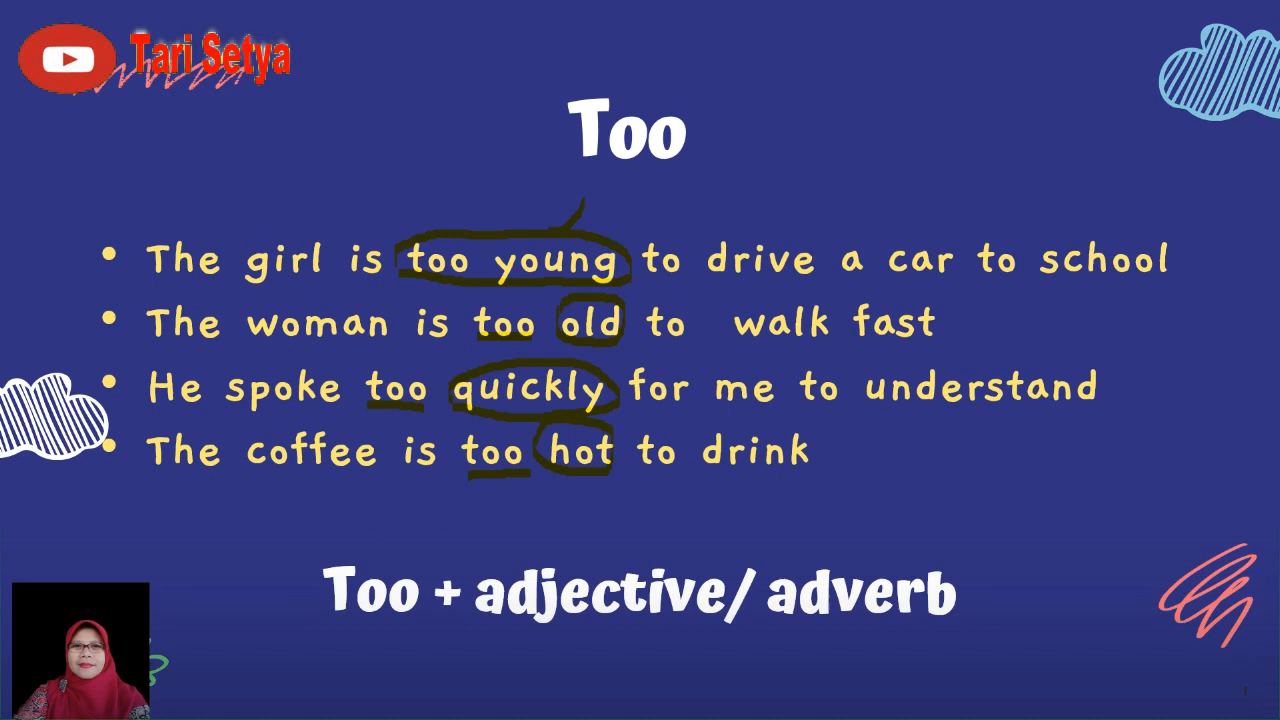 Tari Setya
Too
• The girl is too young to drive a car to school
• The woman is too old to walk fast
• He spoke too quickly for me to understand
• The coffee is too hot to drink
Too + adjective/ adverb
1